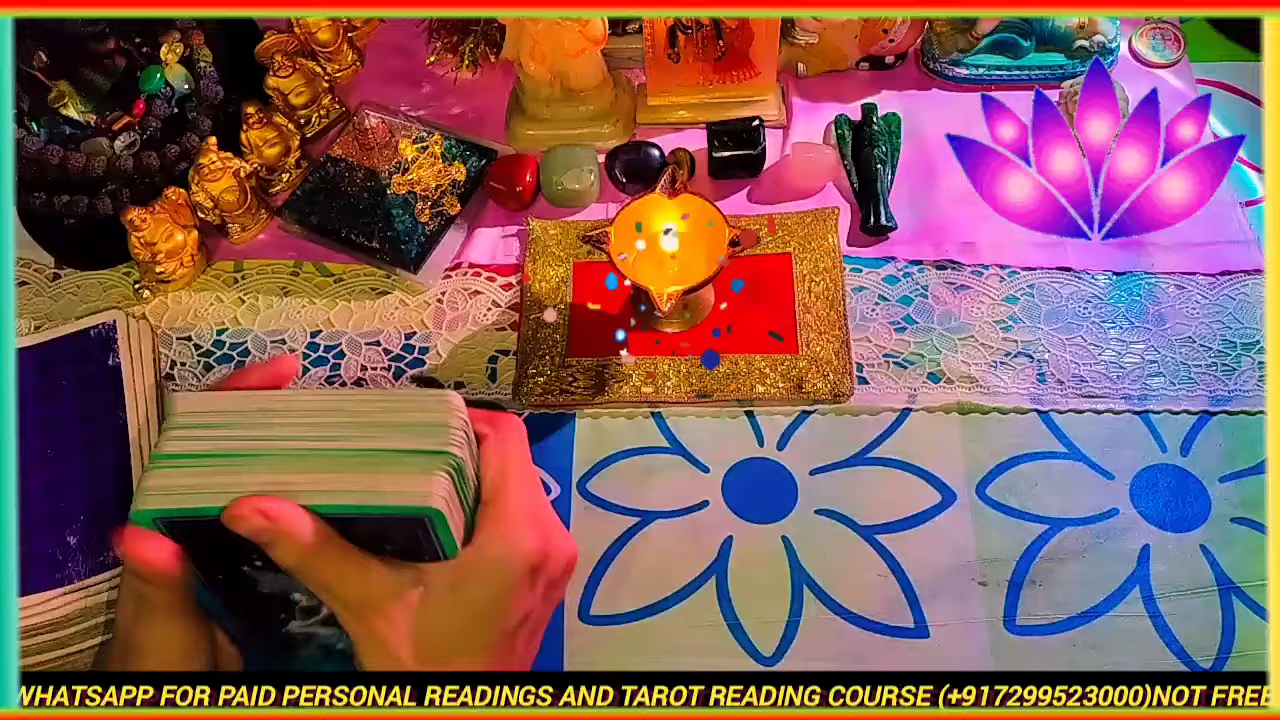 WHATSAPP FOR PAID PERSONAL READINGS AND TAROT READING COURSE (+917299523000)NOT FREE